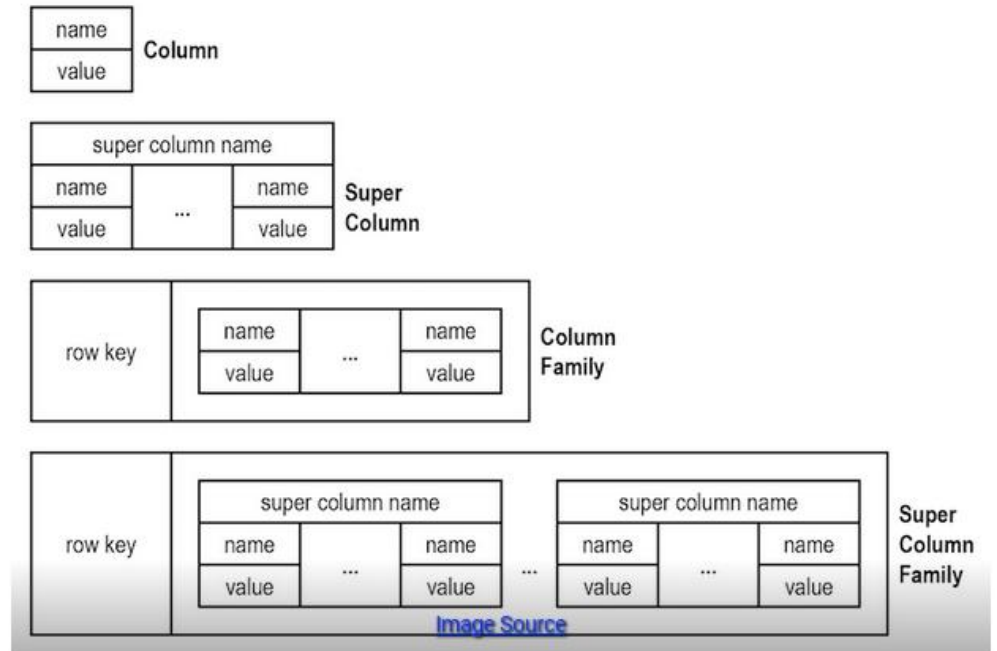 name
value
Column
super column name
name ... name
value value
Super
Column
row key
name ... name
value value
Column
Family
row key
super column name ... super column name
name ... name name ... name
value value value value
Super
Column
Family
Image Source